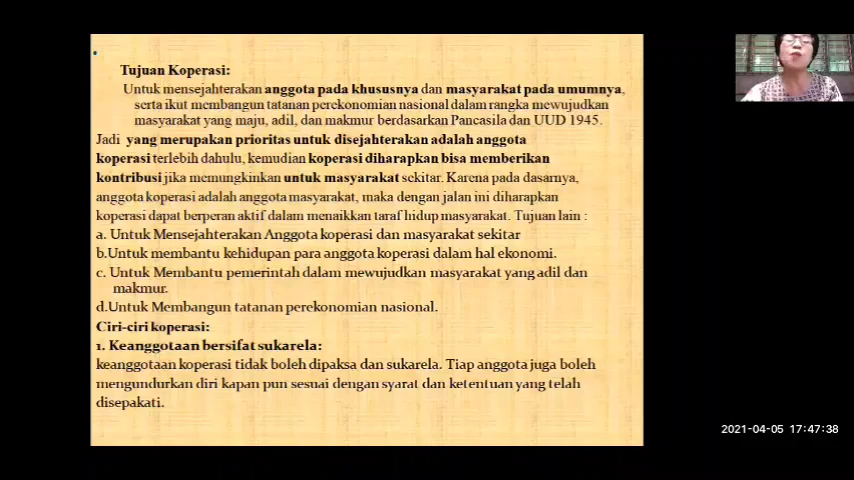 Tujuan Koperasi:
Untuk mensejahterakan anggota pada khususnya dan masyarakat pada umumnya,
serta ikut membangun tatanan perekonomian nasional dalam rangka mewujudkan
masyarakat yang maju, adil, dan makmur berdasarkan Pancasila dan UUD 1945.
Jadi yang merupakan prioritas untuk disejahterakan adalah anggota
koperasi terlebih dahulu, kemudian koperasi diharapkan bisa memberikan
kontribusi jika memungkinkan untuk masyarakat sekitar. Karena pada dasarnya,
anggota koperasi adalah anggota masyarakat, maka dengan jalan ini diharapkan
koperasi dapat berperan aktif dalam menaikkan taraf hidup masyarakat. Tujuan lain :
a. Untuk Mensejahterakan Anggota koperasi dan masyarakat sekitar
b.Untuk membantu kehidupan para anggota koperasi dalam hal ekonomi.
c. Untuk Membantu pemerintah dalam mewujudkan masyarakat yang adil dan
makmur.
d.Untuk Membangun tatanan perekonomian nasional.
Ciri-ciri koperasi:
1. Keanggotaan bersifat sukarela:
keanggotaan koperasi tidak boleh dipaksa dan sukarela. Tiap anggota juga boleh
mengundurkan diri kapan pun sesuai dengan syarat dan ketentuan yang telah
disepakati.
2021-04-05 17:47:38